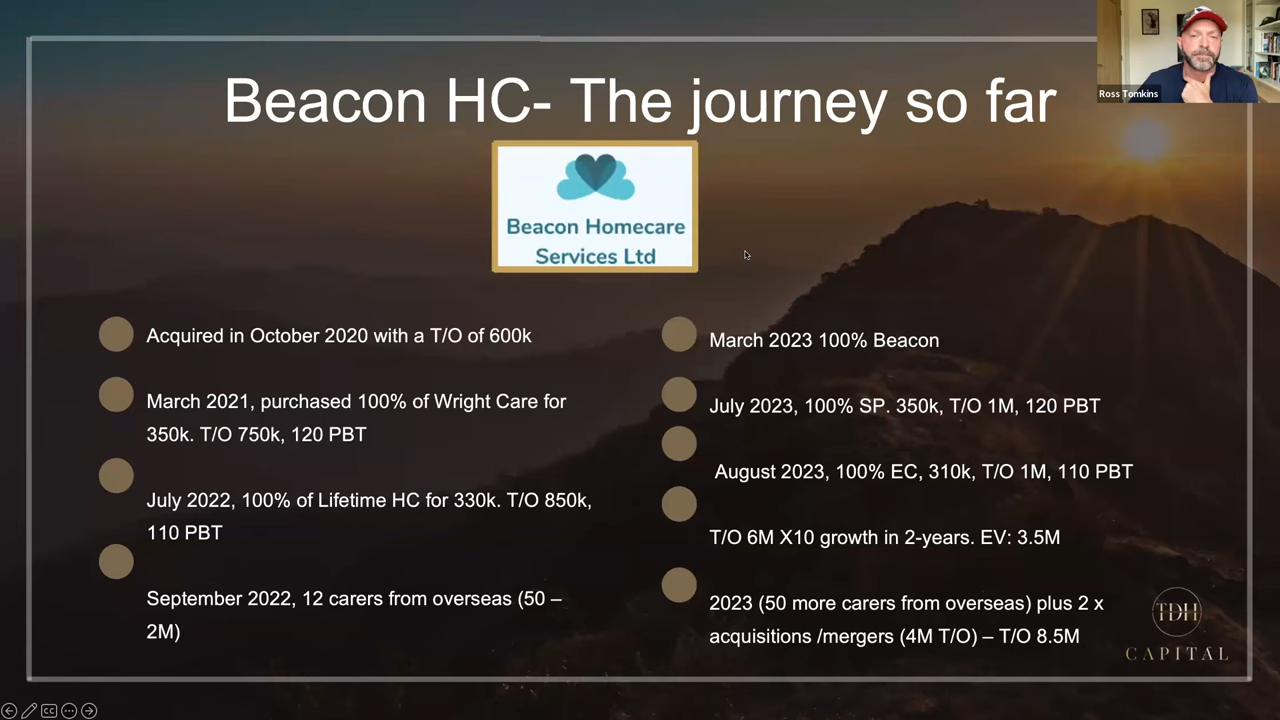 Beacon HC- The journey so far
Ross Tomkins
Beacon Homecare
Services Ltd
Acquired in October 2020 with a T/O of 600k
March 2021, purchased 100% of Wright Care for
350k. T/O 750k, 120 PBT
July 2022, 100% of Lifetime HC for 330k. T/O 850k,
110 PBT
September 2022, 12 carers from overseas (50 –
2M)
March 2023 100% Beacon
July 2023, 100% SP. 350k, T/O 1M, 120 PBT
August 2023, 100% EC, 310k, T/O 1M, 110 PBT
T/O 6M X10 growth in 2-years. EV: 3.5M
2023 (50 more carers from overseas) plus 2 x
acquisitions /mergers (4M T/O) – T/O 8.5M
TDH
CAPITAL
CC